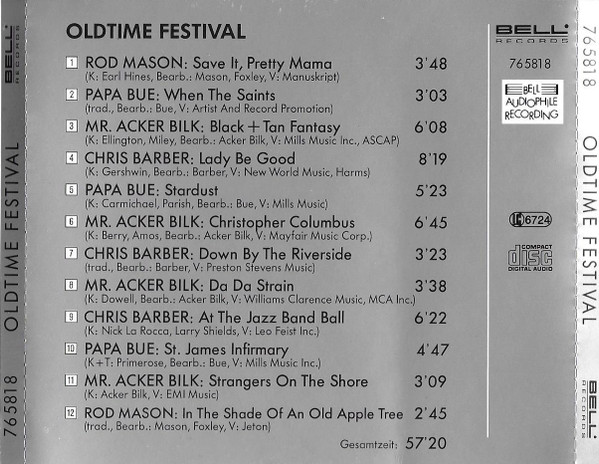 OLDTIME FESTIVAL
1 ROD MASON: Save It, Pretty Mama 3'48
(K: Earl Hines, Bearb.: Mason, Foxley, V: Manuskript)
2 PAPA BUE: When The Saints 3'03
(trad., Bearb.: Bue, V: Artist And Record Promotion)
3 MR. ACKER BILK: Black+Tan Fantasy 6'08
(K: Ellington, Miley, Bearb.: Acker Bilk, V: Mills Music Inc., ASCAP)
4 CHRIS BARBER: Lady Be Good 8'19
(K: Gershwin, Bearb.: Barber, V: New World Music, Harms)
5 PAPA BUE: Stardust 5'23
(K: Carmichael, Parish, Bearb.: Bue, V: Mills Music)
6 MR. ACKER BILK: Christopher Columbus 6'45
(K: Berry, Amos, Bearb.: Acker Bilk, V: Mayfair Music Corp.)
7 CHRIS BARBER: Down By The Riverside 3'23
(trad., Bearb.: Barber, V: Preston Stevens Music)
8 MR. ACKER BILK: Da Da Strain 3'38
(K: Dowell, Bearb.: Acker Bilk, V: Williams Clarence Music, MCA Inc.)
9 CHRIS BARBER: At The Jazz Band Ball 6'22
(K: Nick La Rocca, Larry Shields, V: Leo Feist Inc.)
10 PAPA BUE: St. James Infirmary 4'47
(K+T: Primerose, Bearb.: Bue, V: Mills Music Inc.)
11 MR. ACKER BILK: Strangers On The Shore 3'09
(K: Acker Bilk, V: EMI Music)
12 ROD MASON: In The Shade Of An Old Apple Tree 2'45
(trad., Bearb.: Mason, Foxley, V: Jeton)
Gesamtzeit: 57'20
BELL
RECORDS
765818
BELL
AUDIOPHILE
RECORDING
LC 6724
COMPACT
disc
DIGITAL AUDIO
765818 OLDTIME FESTIVAL BELL RECORDS
765818 OLDTIME FESTIVAL BELL RECORDS